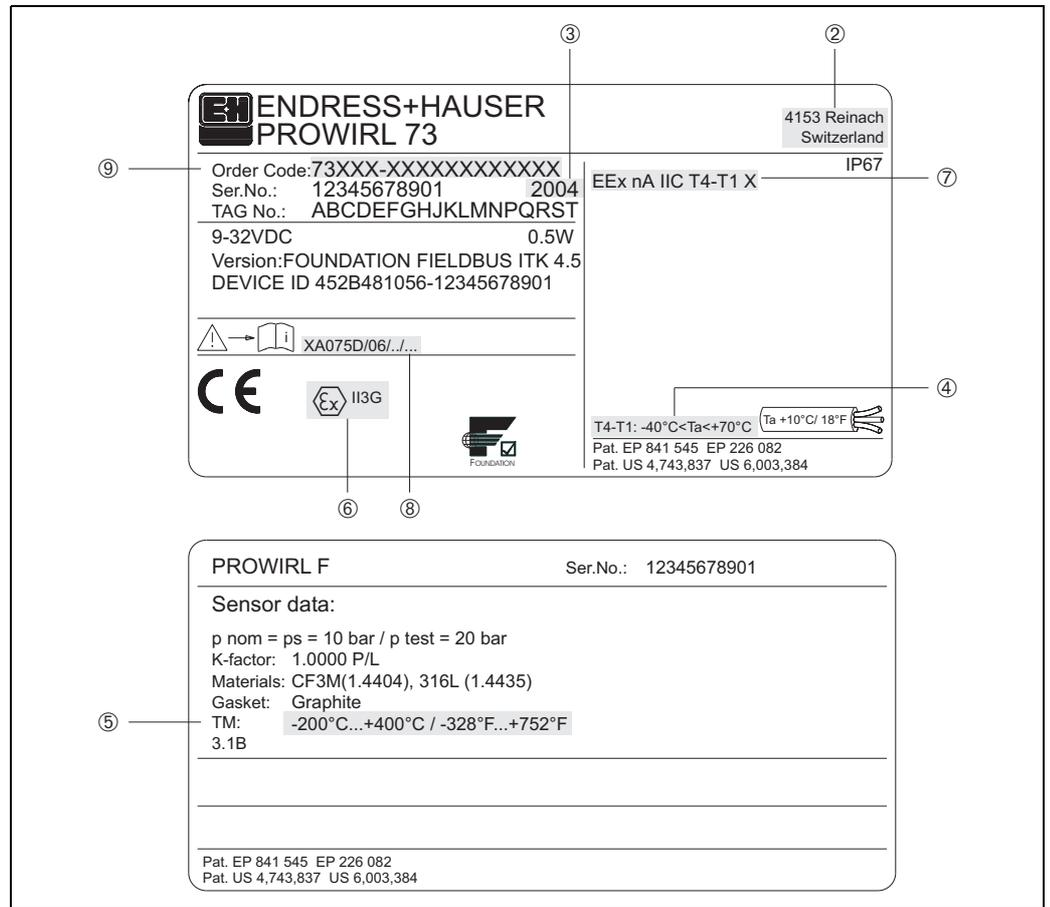 ③ ②
E+H ENDRESS+HAUSER
PROWIRL 73
4153 Reinach
Switzerland
⑨
Order Code:73XXX-XXXXXXXXXXXX
Ser.No.: 12345678901 2004
TAG No.: ABCDEFGHJKLMNPQRST
9-32VDC 0.5W
Version:FOUNDATION FIELDBUS ITK 4.5
DEVICE ID 452B481056-12345678901
IP67
EEx nA IIC T4-T1 X ⑦
i XA075D/06/../...
CE
Ex II3G
FOUNDATION
④
T4-T1: -40°C<Ta<+70°C Ta +10°C/ 18°F
Pat. EP 841 545 EP 226 082
Pat. US 4,743,837 US 6,003,384
⑥ ⑧
PROWIRL F Ser.No.: 12345678901
Sensor data:
p nom = ps = 10 bar / p test = 20 bar
K-factor: 1.0000 P/L
Materials: CF3M(1.4404), 316L (1.4435)
Gasket: Graphite
⑤ TM: -200°C...+400°C / -328°F...+752°F
3.1B
Pat. EP 841 545 EP 226 082
Pat. US 4,743,837 US 6,003,384